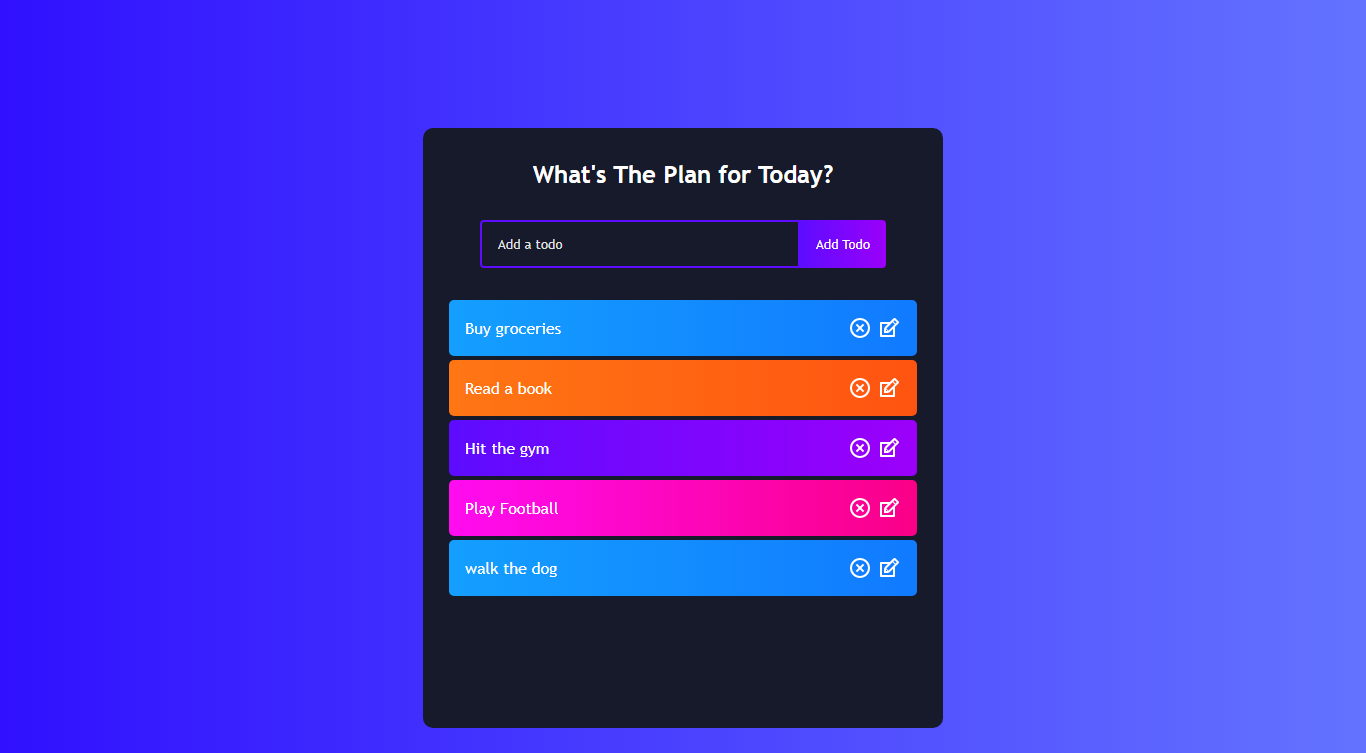 What's The Plan for Today?
Add a todo
Add Todo
Buy groceries
Read a book
Hit the gym
Play Football
walk the dog